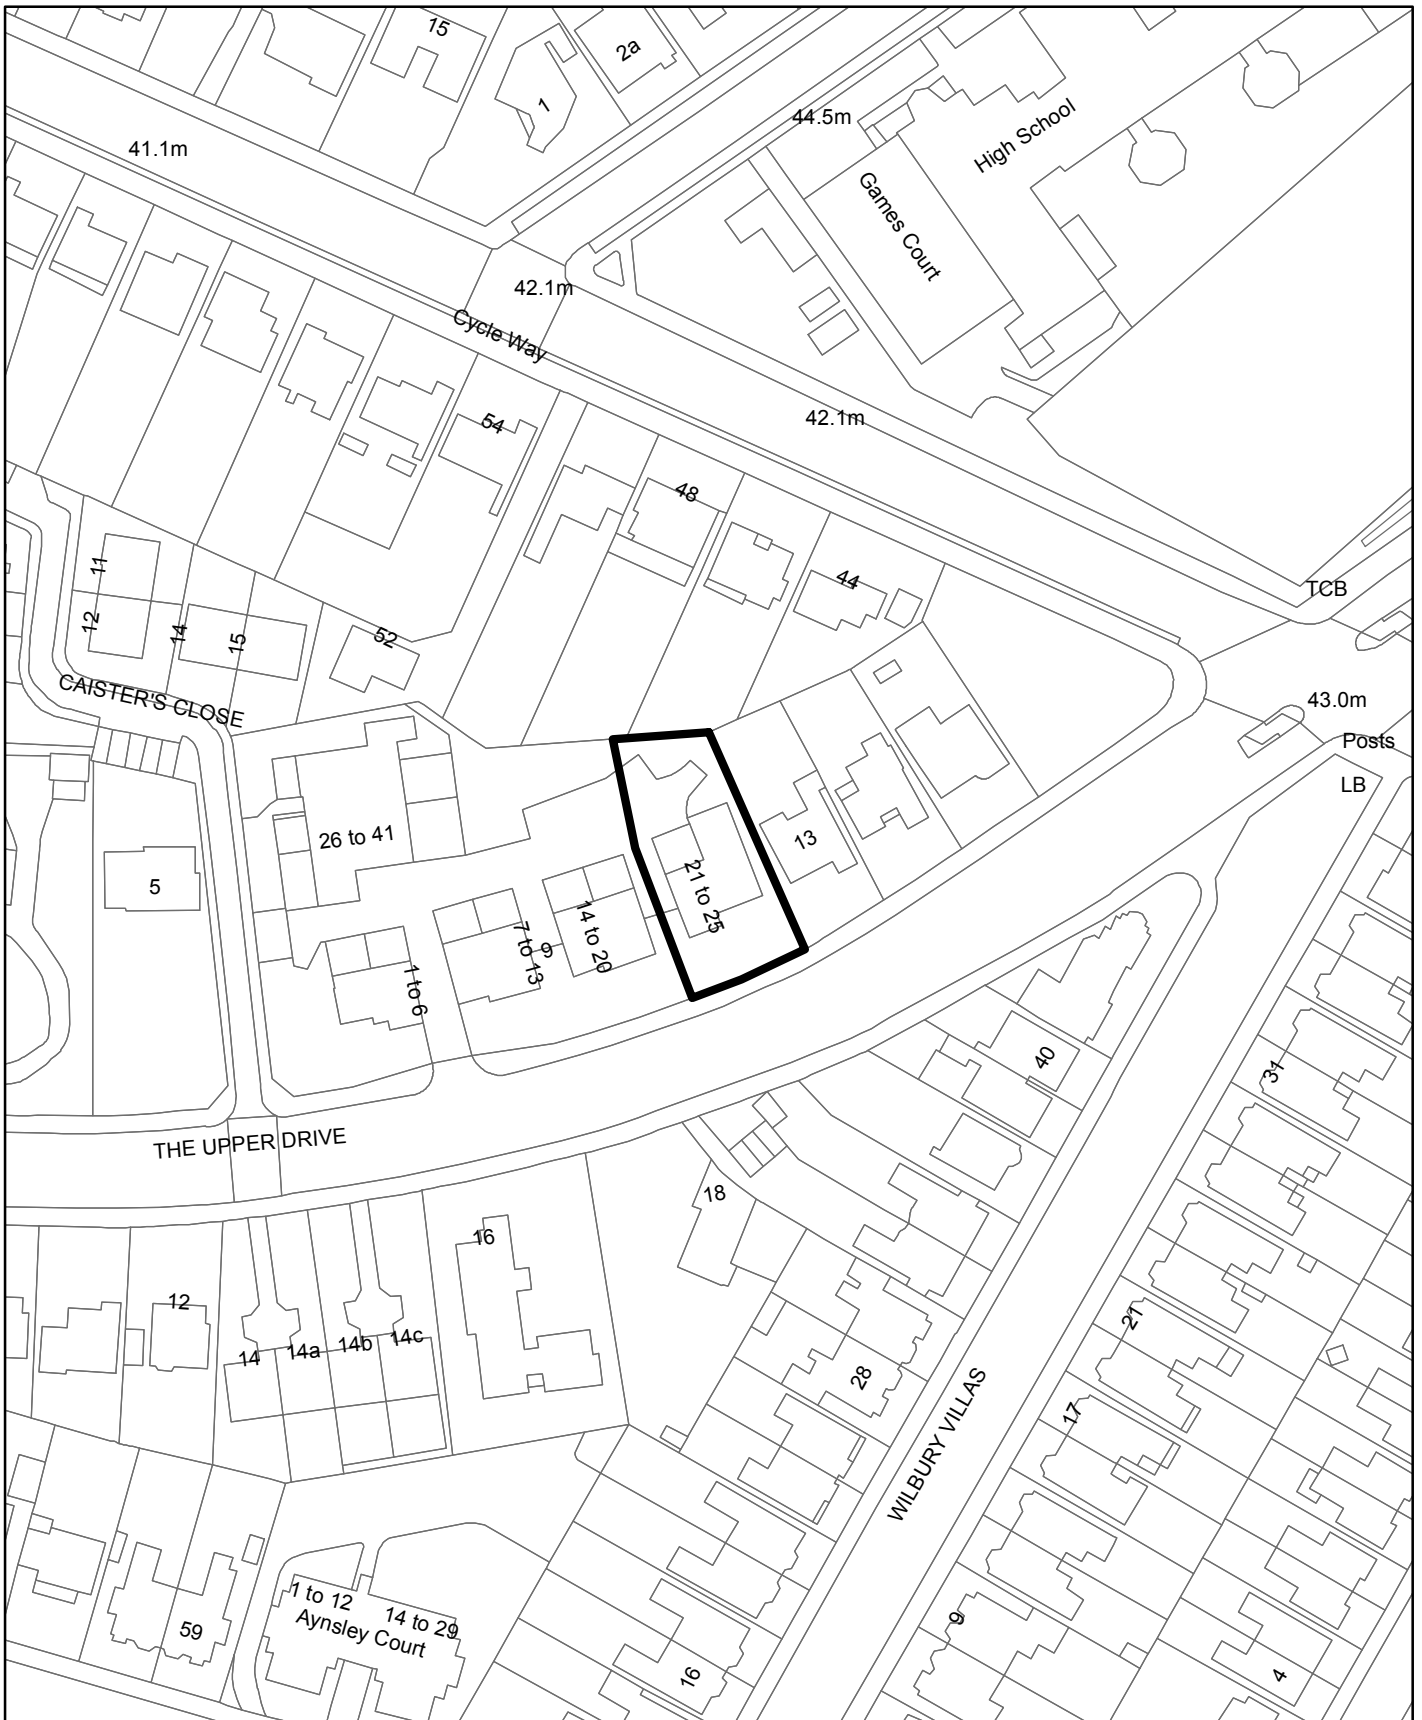 15
2a
1
44.5m
41.1m
High School
Games Court
42.1m
Cycle Way
42.1m
54
48
44
11
12
14
15
52
TCB
CAISTER'S CLOSE
43.0m
Posts
LB
26 to 41
13
5
21 to 25
14 to 20
9
7 to 13
1 to 6
40
31
THE UPPER DRIVE
18
16
12
14
14a
14b
14c
28
21
17
WILBURY VILLAS
1 to 12
14 to 29
Aynsley Court
59
9
16
4